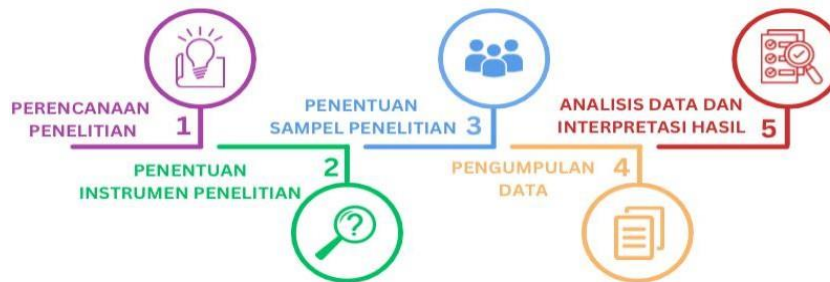 PERENCANAAN
PENELITIAN
1
PENENTUAN
INSTRUMEN PENELITIAN
2
?
PENENTUAN
SAMPEL PENELITIAN
3
PENGUMPULAN
DATA
4
ANALISIS DATA DAN
INTERPRETASI HASIL
5